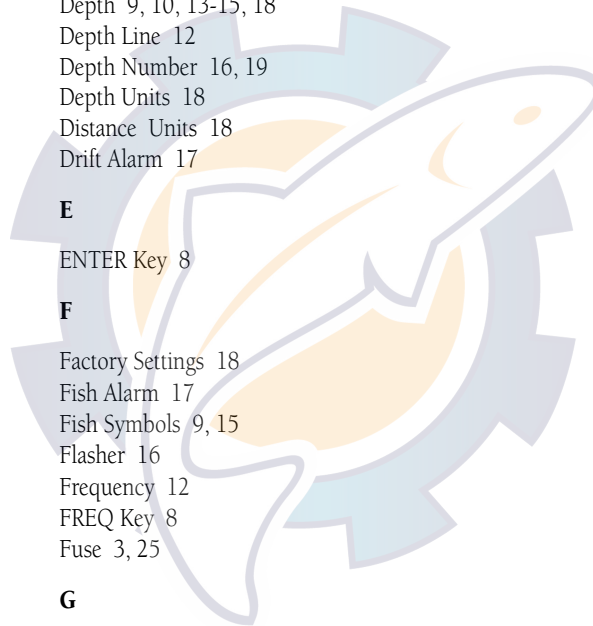 Depth 9, 10, 13-15, 18
Depth Line 12
Depth Number 16, 19
Depth Units 18
Distance Units 18
Drift Alarm 17
E
ENTER Key 8
F
Factory Settings 18
Fish Alarm 17
Fish Symbols 9, 15
Flasher 16
Frequency 12
FREQ Key 8
Fuse 3, 25
G